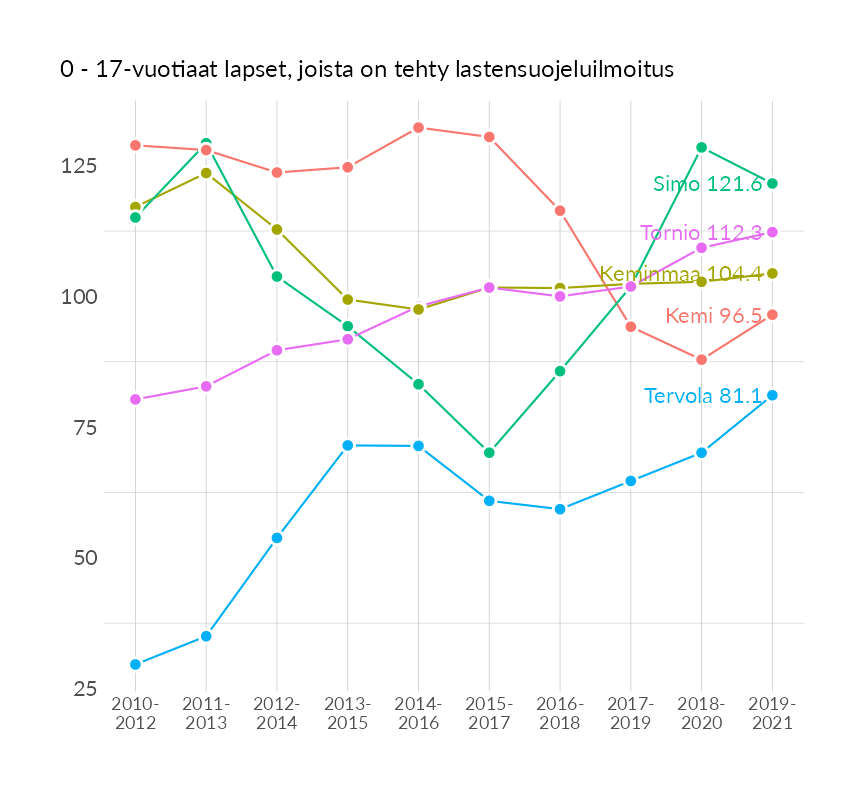 0 - 17-vuotiaat lapset, joista on tehty lastensuojeluilmoitus
125
Simo 121.6
Tornio 112.3
Keminmaa 104.4
100
Kemi 96.5
Tervola 81.1
75
50
25
2010- 2011- 2012- 2013- 2014- 2015- 2016- 2017- 2018- 2019-
2012 2013 2014 2015 2016 2017 2018 2019 2020 2021